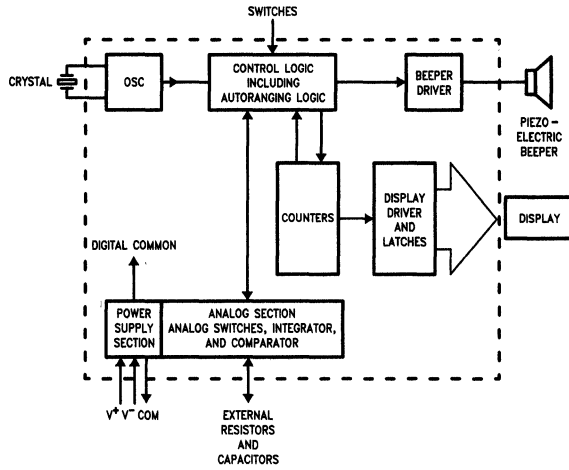 SWITCHES
CRYSTAL
OSC
CONTROL LOGIC
INCLUDING
AUTORANGING LOGIC
BEEPER
DRIVER
PIEZO-
ELECTRIC
BEEPER
COUNTERS
DISPLAY
DRIVER
AND
LATCHES
DISPLAY
DIGITAL COMMON
POWER
SUPPLY
SECTION
ANALOG SECTION
ANALOG SWITCHES, INTEGRATOR,
AND COMPARATOR
V+ V- COM
EXTERNAL
RESISTORS
AND
CAPACITORS